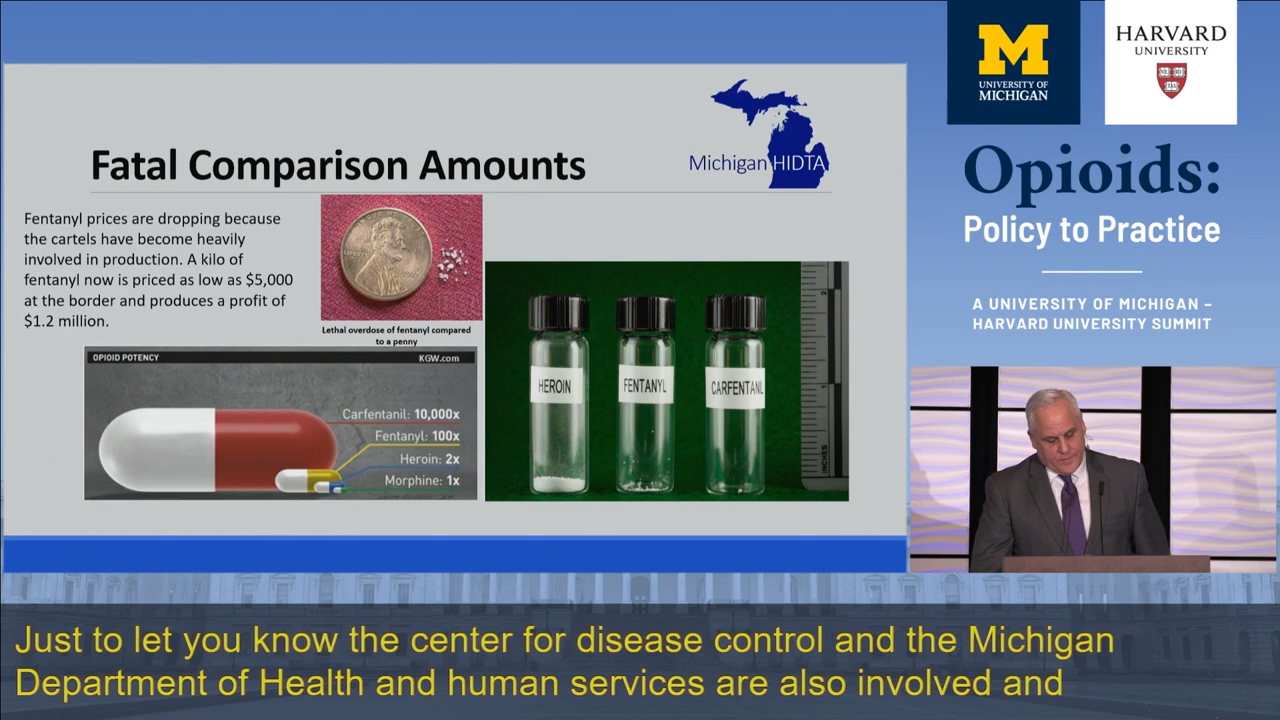 UNIVERSITY OF
MICHIGAN
HARVARD
UNIVERSITY
Opioids:
Policy to Practice
A UNIVERSITY OF MICHIGAN –
HARVARD UNIVERSITY SUMMIT
Michigan HIDTA
Fatal Comparison Amounts
Fentanyl prices are dropping because
the cartels have become heavily
involved in production. A kilo of
fentanyl now is priced as low as $5,000
at the border and produces a profit of
$1.2 million.
Lethal overdose of fentanyl compared
to a penny
OPIOID POTENCY
KGW.com
Carfentanil: 10,000x
Fentanyl: 100x
Heroin: 2x
Morphine: 1x
HEROIN
FENTANYL
CARFENTANIL
INCHES
Just to let you know the center for disease control and the Michigan
Department of Health and human services are also involved and